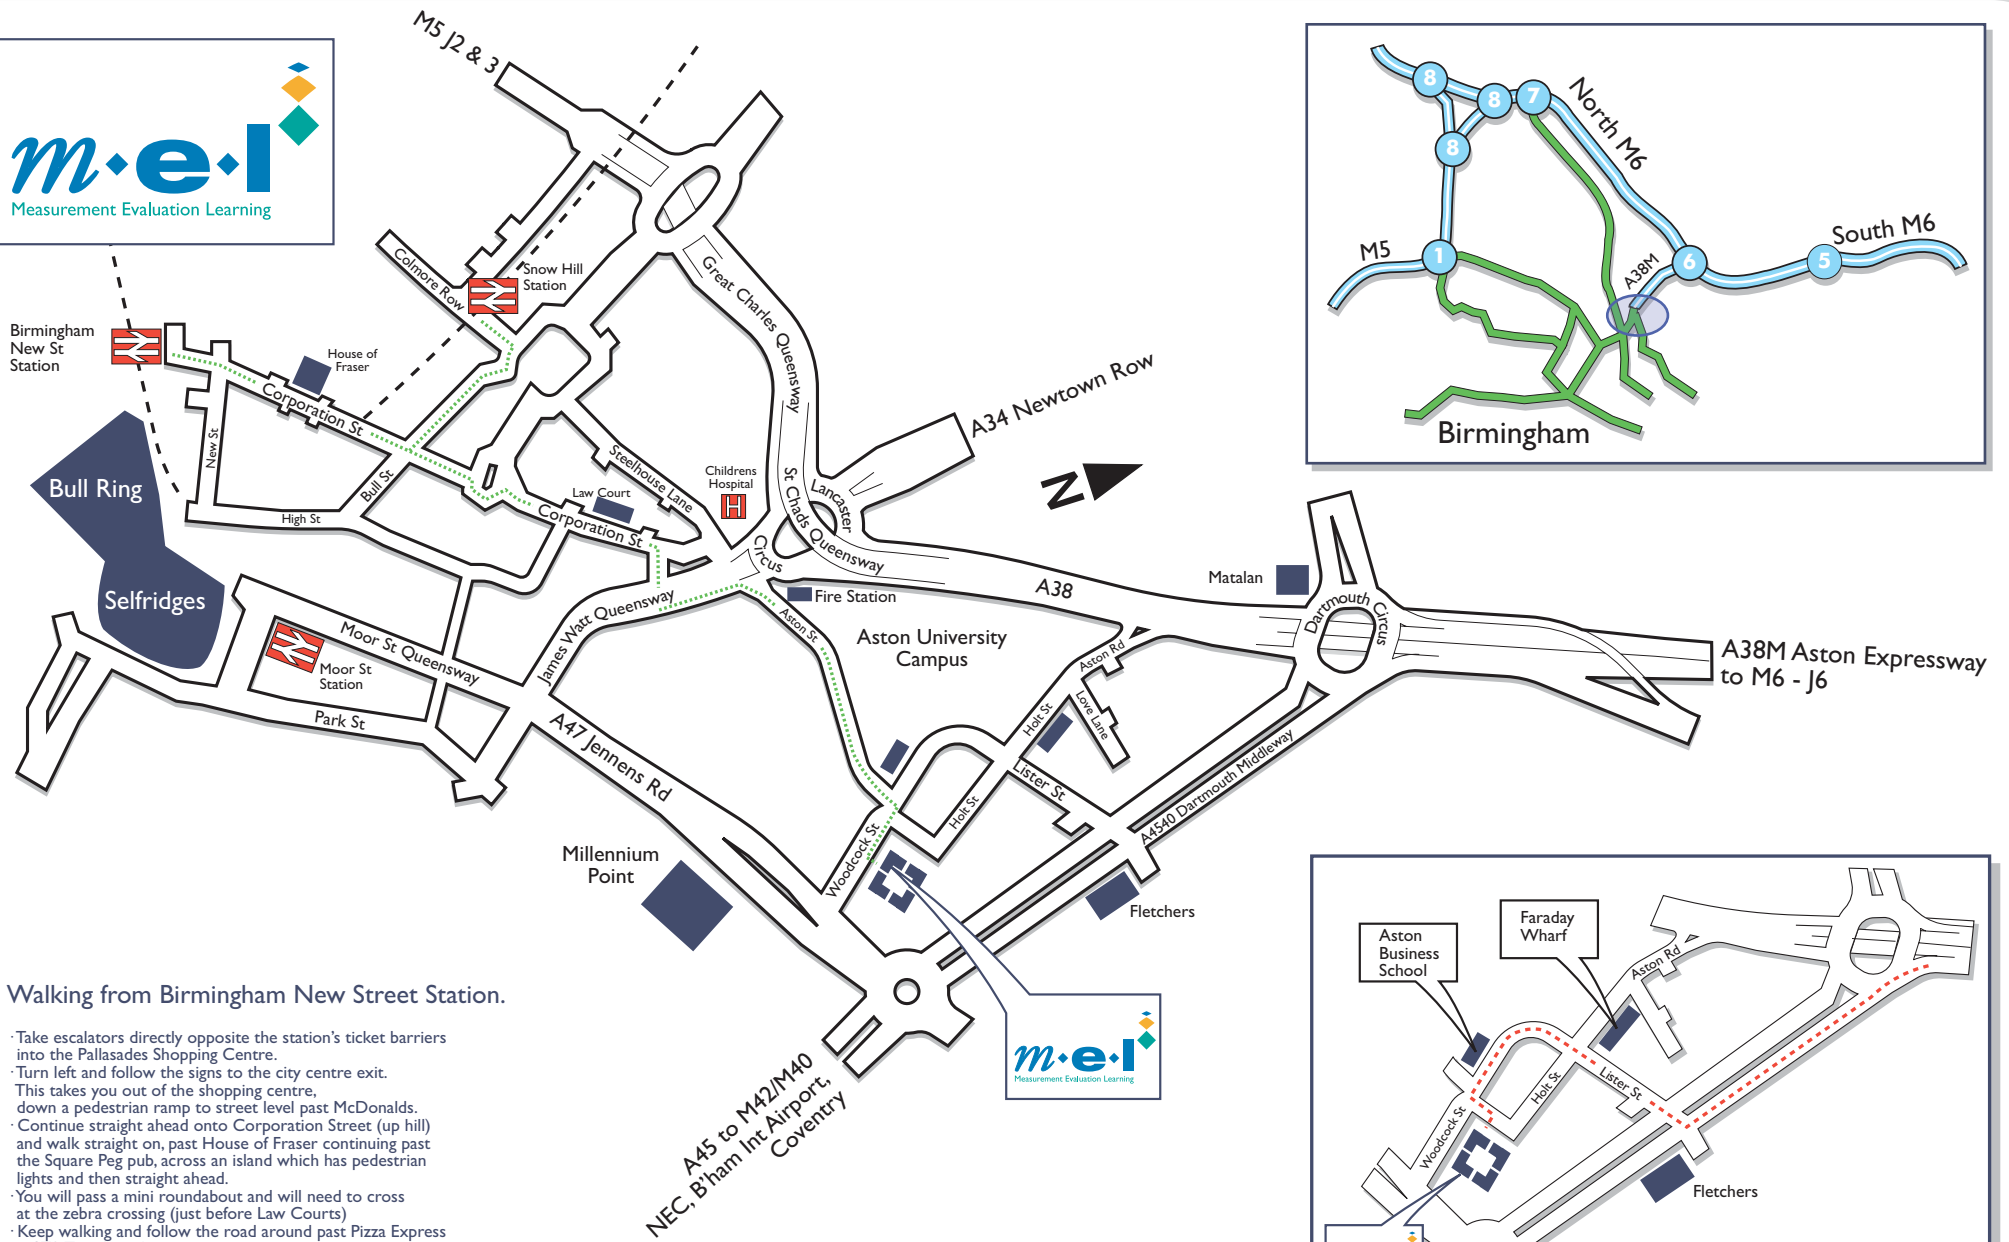 m·e·l
Measurement Evaluation Learning
M5 J2 & 3
Colmore Row
Snow Hill
Station
Birmingham
New St
Station
House of
Fraser
Corporation St
New St
Bull St
High St
Bull Ring
Selfridges
Great Charles Queensway
A34 Newtown Row
Steelhouse Lane
Childrens
Hospital
H
Law Court
Corporation St
St Chads Queensway
Lancaster
Circus
N
A38
Matalan
Dartmouth Circus
A38M Aston Expressway
to M6 - J6
Fire Station
James Watt Queensway
Aston St
Aston University
Campus
Aston Rd
Love Lane
Holt St
Lister St
Holt St
A4540 Dartmouth Middleway
Moor St Queensway
Moor St
Station
Park St
A47 Jennens Rd
Millennium
Point
Woodcock St
Fletchers
m·e·l
Measurement Evaluation Learning
A45 to M42/M40
NEC, B'ham Int Airport,
Coventry
8
8
7
8
North M6
M5
1
A38M
6
5
South M6
Birmingham
Aston
Business
School
Faraday
Wharf
Aston Rd
Lister St
Holt St
Woodcock St
Fletchers
Walking from Birmingham New Street Station.
·Take escalators directly opposite the station's ticket barriers
into the Pallasades Shopping Centre.
·Turn left and follow the signs to the city centre exit.
This takes you out of the shopping centre,
down a pedestrian ramp to street level past McDonalds.
· Continue straight ahead onto Corporation Street (up hill)
and walk straight on, past House of Fraser continuing past
the Square Peg pub, across an island which has pedestrian
lights and then straight ahead.
·You will pass a mini roundabout and will need to cross
at the zebra crossing (just before Law Courts)
· Keep walking and follow the road around past Pizza Express